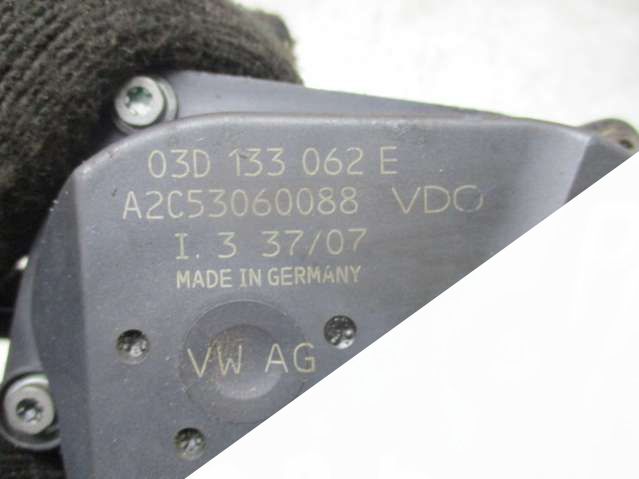 03D 133 062 E
A2C53060088 VDO
I. 3 37/07
MADE IN GERMANY
VW AG